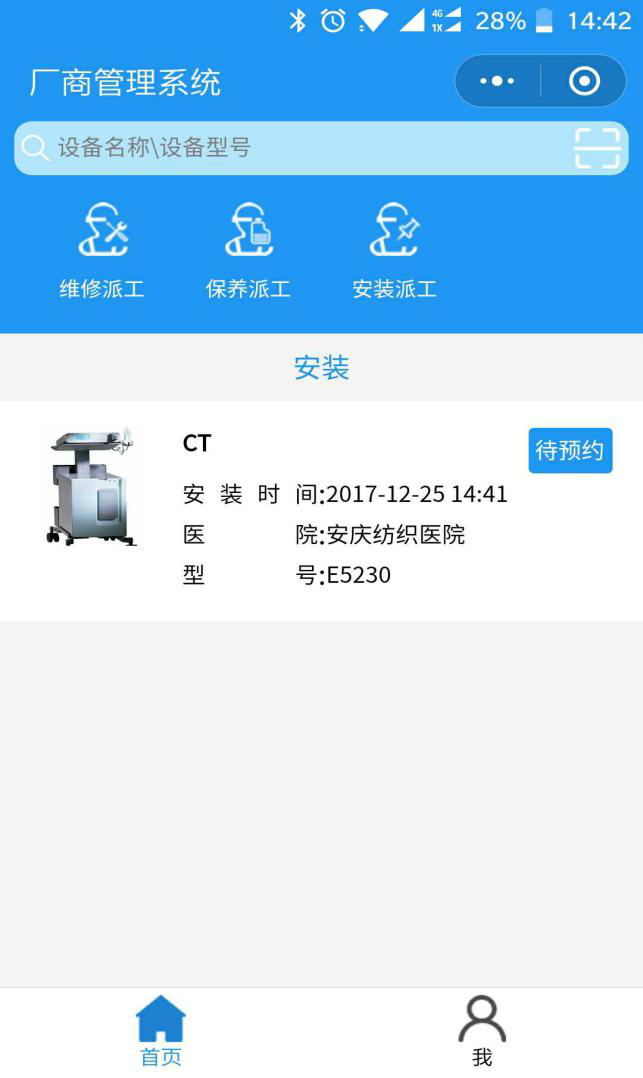 4G 1X 28% 14:42
厂商管理系统
设备名称\设备型号
维修派工 保养派工 安装派工
安装
CT 待预约
安装时间:2017-12-25 14:41
医院:安庆纺织医院
型号:E5230
首页 我